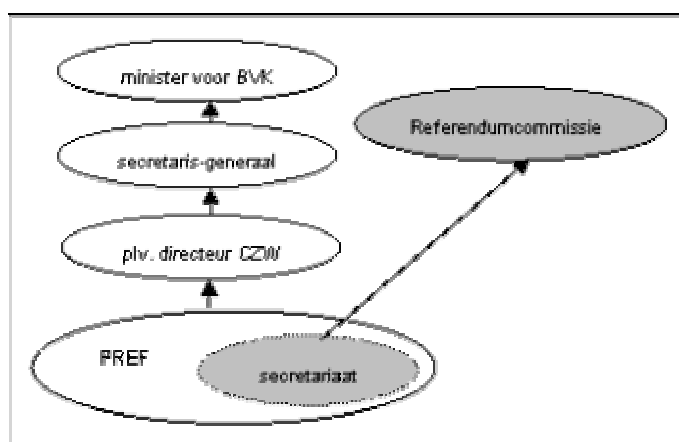 minister voor BVK
Referendumcommissie
secretaris-generaal
plv. directeur CZW
PREF
secretariaat